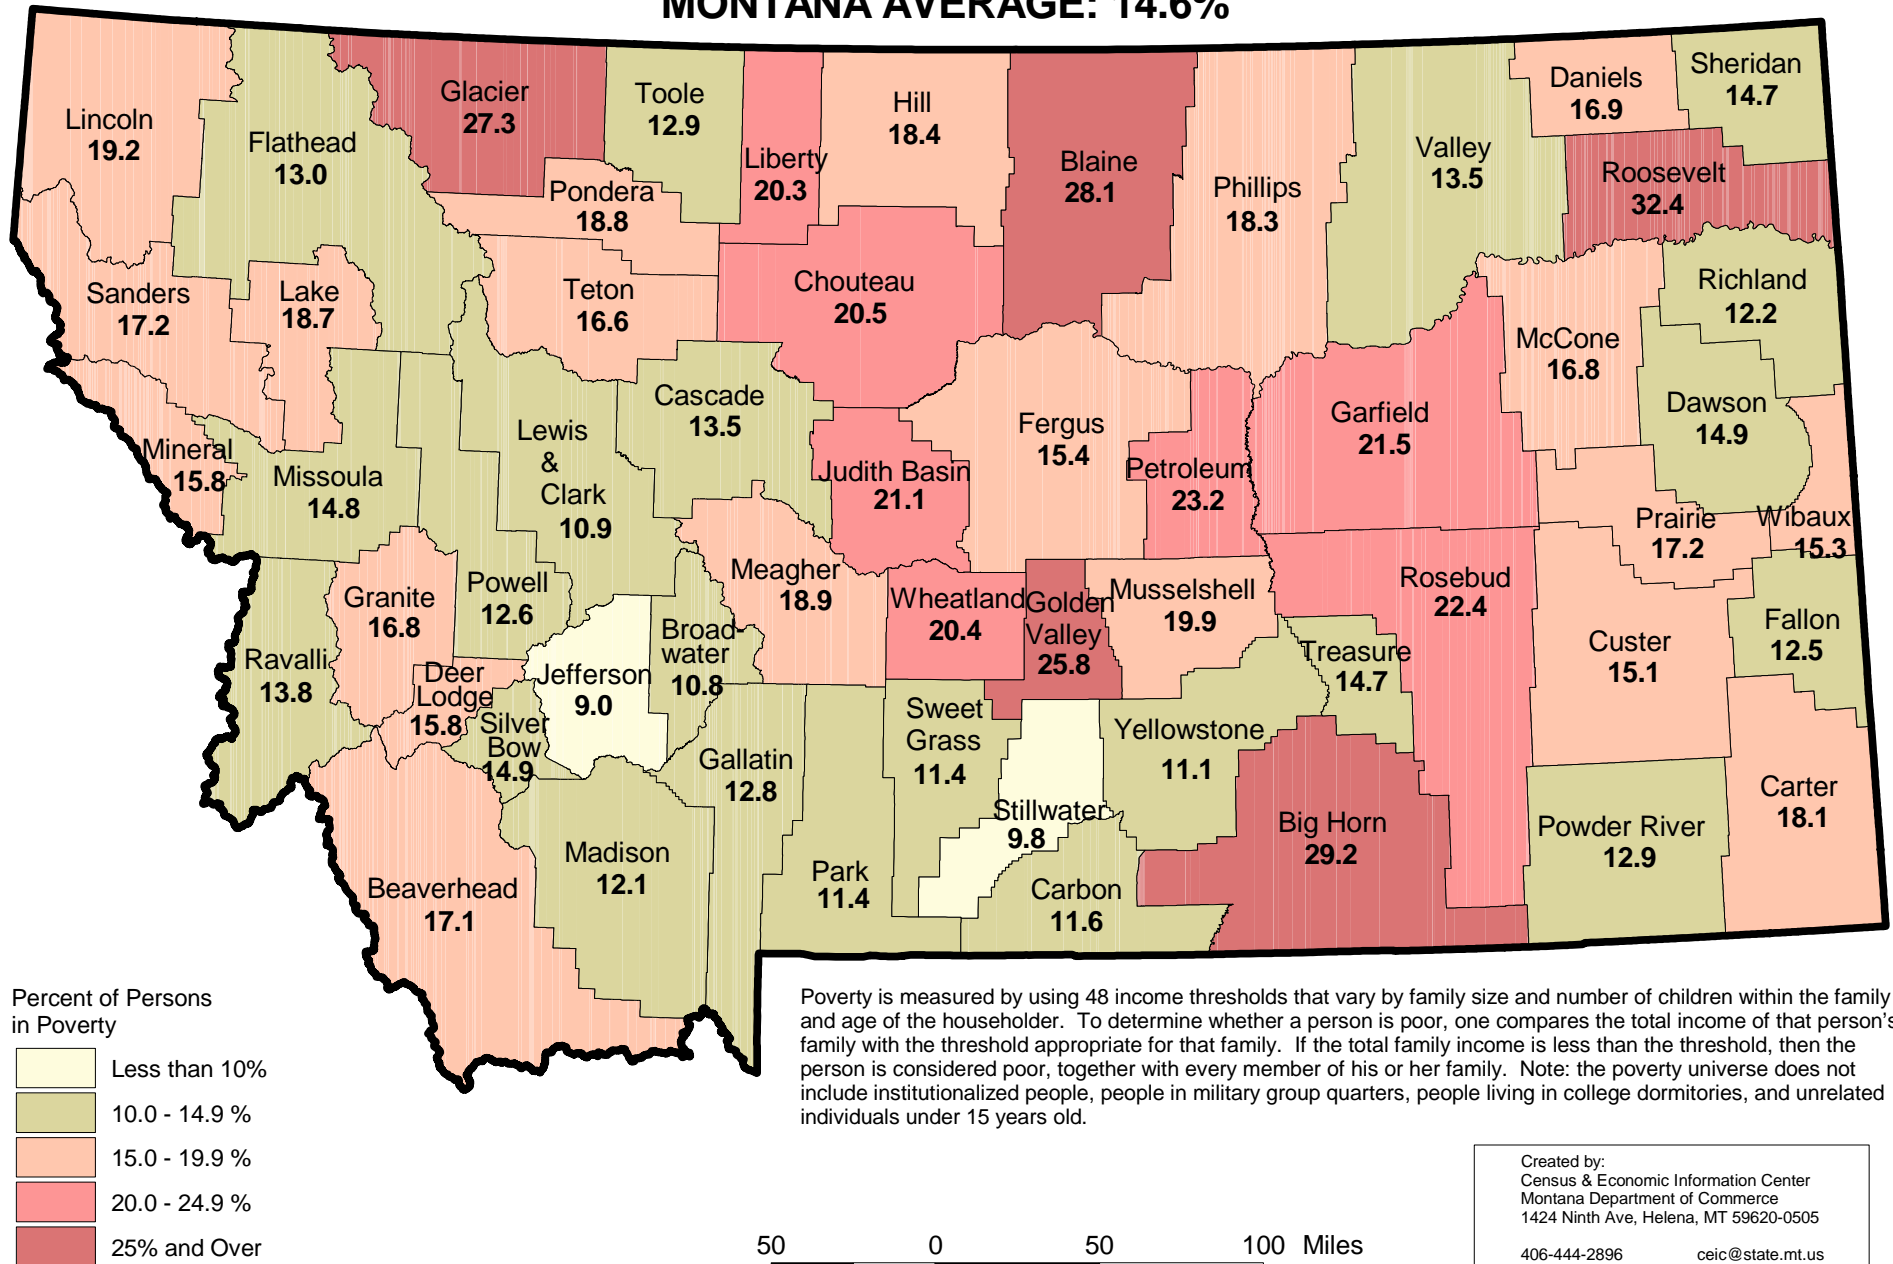 MONTANA AVERAGE: 14.6%
Lincoln
19.2
Flathead
13.0
Glacier
27.3
Toole
12.9
Liberty
20.3
Hill
18.4
Blaine
28.1
Phillips
18.3
Valley
13.5
Daniels
16.9
Sheridan
14.7
Roosevelt
32.4
Pondera
18.8
Sanders
17.2
Lake
18.7
Teton
16.6
Chouteau
20.5
Richland
12.2
McCone
16.8
Dawson
14.9
Garfield
21.5
Cascade
13.5
Fergus
15.4
Petroleum
23.2
Judith Basin
21.1
Lewis
&
Clark
10.9
Mineral
15.8
Missoula
14.8
Prairie
17.2
Wibaux
15.3
Meagher
18.9
Wheatland
20.4
Golden
Valley
25.8
Musselshell
19.9
Rosebud
22.4
Treasure
14.7
Custer
15.1
Fallon
12.5
Powell
12.6
Granite
16.8
Ravalli
13.8
Deer
Lodge
15.8
Silver
Bow
14.9
Jefferson
9.0
Broad-
water
10.8
Gallatin
12.8
Sweet
Grass
11.4
Stillwater
9.8
Yellowstone
11.1
Big Horn
29.2
Carter
18.1
Powder River
12.9
Beaverhead
17.1
Madison
12.1
Park
11.4
Carbon
11.6
Percent of Persons
in Poverty
Less than 10%
10.0 - 14.9 %
15.0 - 19.9 %
20.0 - 24.9 %
25% and Over
Poverty is measured by using 48 income thresholds that vary by family size and number of children within the family
and age of the householder.  To determine whether a person is poor, one compares the total income of that person's
family with the threshold appropriate for that family.  If the total family income is less than the threshold, then the
person is considered poor, together with every member of his or her family.  Note: the poverty universe does not
include institutionalized people, people in military group quarters, people living in college dormitories, and unrelated
individuals under 15 years old.
50 0 50 100 Miles
Created by:
Census & Economic Information Center
Montana Department of Commerce
1424 Ninth Ave, Helena, MT 59620-0505
406-444-2896 ceic@state.mt.us